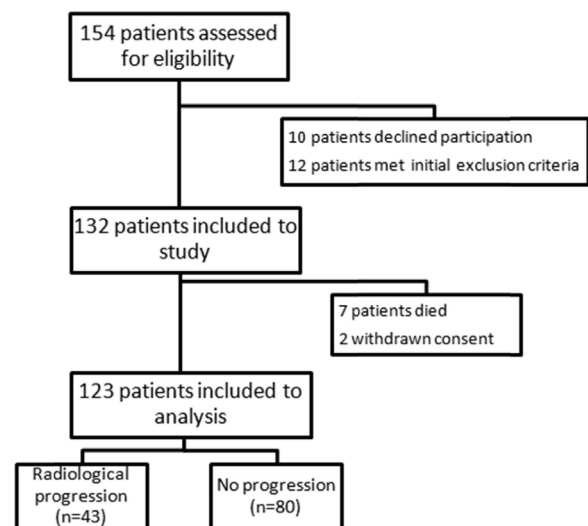 154 patients assessed
for eligibility
10 patients declined participation
12 patients met initial exclusion criteria
132 patients included to
study
7 patients died
2 withdrawn consent
123 patients included to
analysis
Radiological
progression
(n=43)
No progression
(n=80)